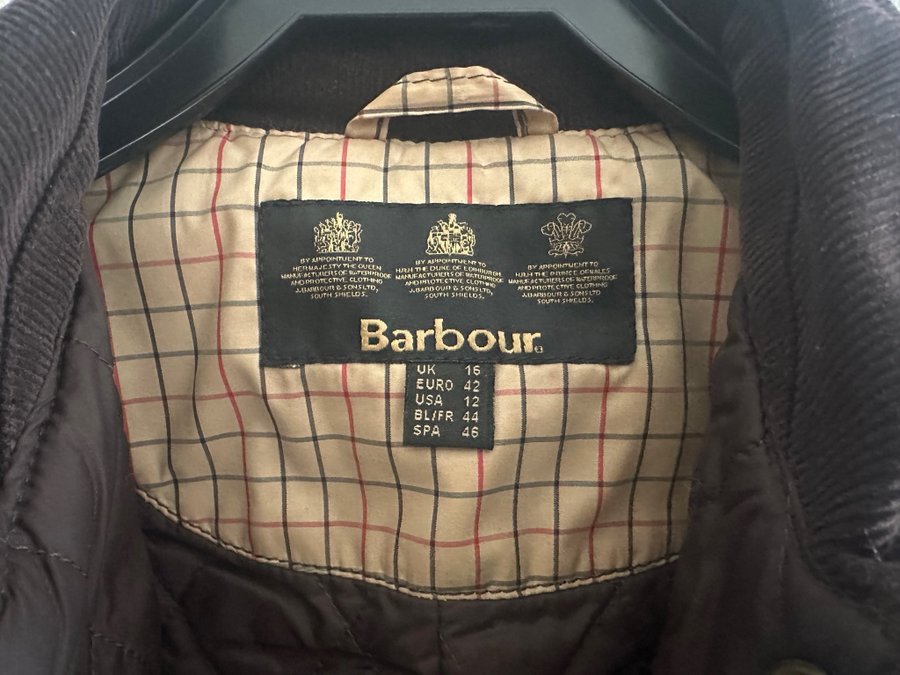 BY APPOINTMENT TO
HER MAJESTY THE QUEEN
MANUFACTURERS OF WATERPROOF
AND PROTECTIVE CLOTHING
J.BARBOUR & SONS LTD,
SOUTH SHIELDS.
BY APPOINTMENT TO
H.R.H. THE DUKE OF EDINBURGH
MANUFACTURERS OF WATERPROOF
AND PROTECTIVE CLOTHING
J.BARBOUR & SONS LTD,
SOUTH SHIELDS.
BY APPOINTMENT TO
H.R.H. THE PRINCE OF WALES
MANUFACTURERS OF WATERPROOF
AND PROTECTIVE CLOTHING
J.BARBOUR & SONS LTD
SOUTH SHIELDS.
Barbour
UK 16
EURO 42
USA 12
BL/FR 44
SPA 46